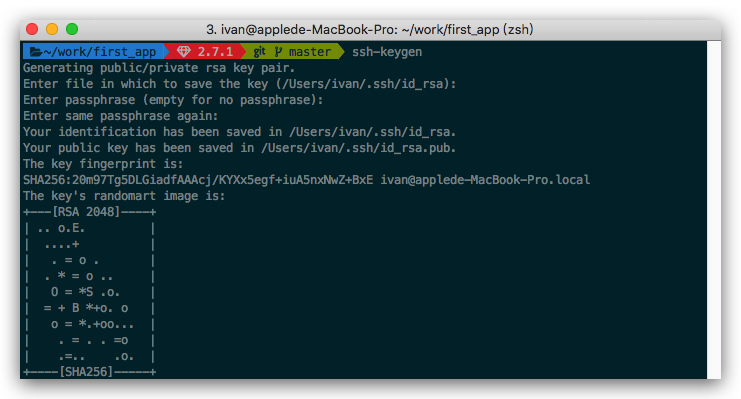 3. ivan@applede-MacBook-Pro: ~/work/first_app (zsh)
~/work/first_app 2.7.1 git master ssh-keygen
Generating public/private rsa key pair.
Enter file in which to save the key (/Users/ivan/.ssh/id_rsa):
Enter passphrase (empty for no passphrase):
Enter same passphrase again:
Your identification has been saved in /Users/ivan/.ssh/id_rsa.
Your public key has been saved in /Users/ivan/.ssh/id_rsa.pub.
The key fingerprint is:
SHA256:20m97Tg5DLGiadfAAAcj/KYXx5egf+iuA5nxNwZ+BxE ivan@applede-MacBook-Pro.local
The key's randomart image is:
+---[RSA 2048]----+
| .. o.E.         |
|  ....+          |
|   . = o .       |
|  . * = o ..     |
|   O = *S .o.    |
|  = + B *+o. o   |
|   o = *.+oo...  |
|    . = . . =o   |
|    .=..    .o.  |
+----[SHA256]-----+